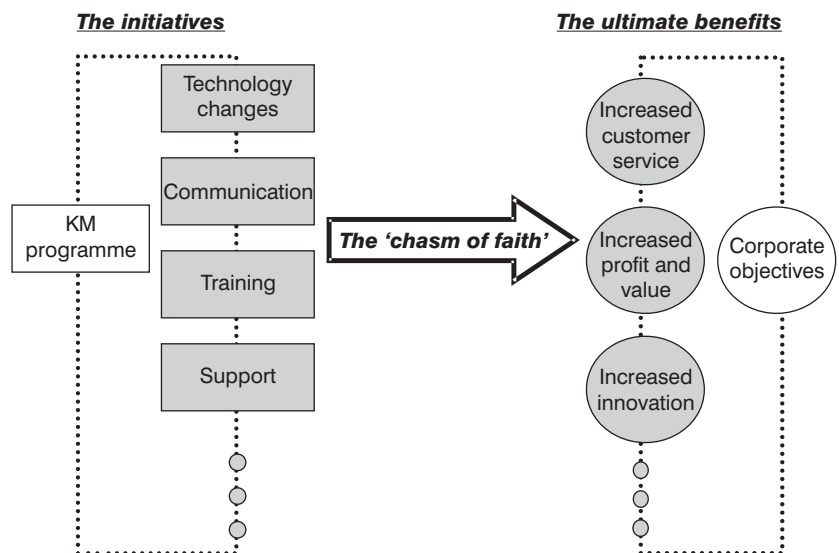 The initiatives
The ultimate benefits
Technology
changes
Communication
KM
programme
Training
Support
The 'chasm of faith'
Increased
customer
service
Increased
profit and
value
Corporate
objectives
Increased
innovation